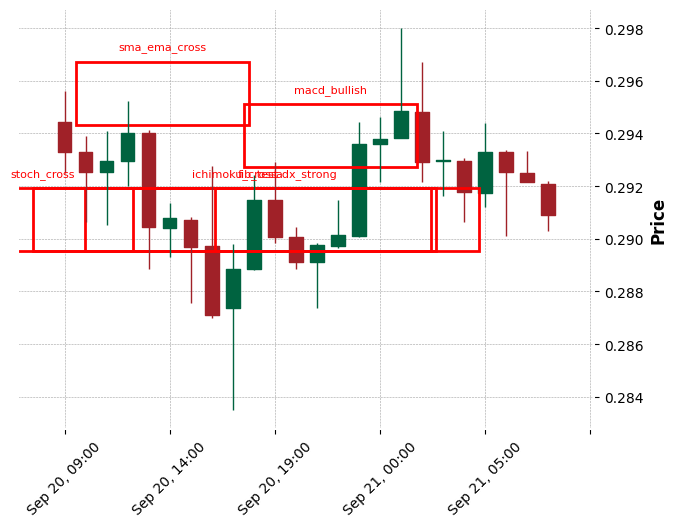 sma_ema_cross
macd_bullish
stoch_cross
adx_strong
0.298
0.296
0.294
0.292
0.290
0.288
0.286
0.284
Price
Sep 20, 09:00
Sep 20, 14:00
Sep 20, 19:00
Sep 21, 00:00
Sep 21, 05:00